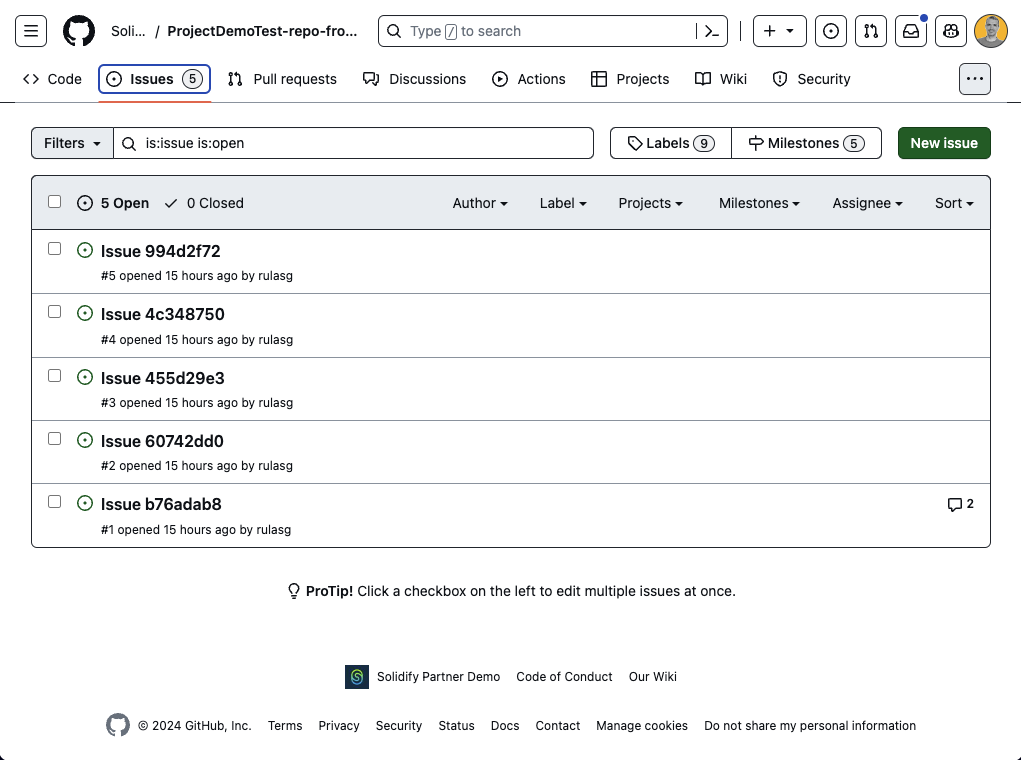 Soli... / ProjectDemoTest-repo-fro... Type / to search
Code Issues 5 Pull requests Discussions Actions Projects Wiki Security
Filters is:issue is:open Labels 9 Milestones 5 New issue
5 Open 0 Closed Author Label Projects Milestones Assignee Sort
Issue 994d2f72
#5 opened 15 hours ago by rulasg
Issue 4c348750
#4 opened 15 hours ago by rulasg
Issue 455d29e3
#3 opened 15 hours ago by rulasg
Issue 60742dd0
#2 opened 15 hours ago by rulasg
Issue b76adab8 2
#1 opened 15 hours ago by rulasg
ProTip! Click a checkbox on the left to edit multiple issues at once.
Solidify Partner Demo Code of Conduct Our Wiki
© 2024 GitHub, Inc. Terms Privacy Security Status Docs Contact Manage cookies Do not share my personal information